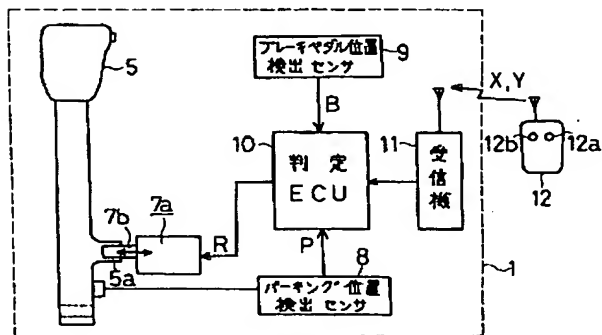 5
ブレーキペダル位置
検出センサ
9
X,Y
B
10
判定
ECU
11
受信機
12b
12a
12
7a
7b
5a
R
P
8
パーキング位置
検出センサ
1